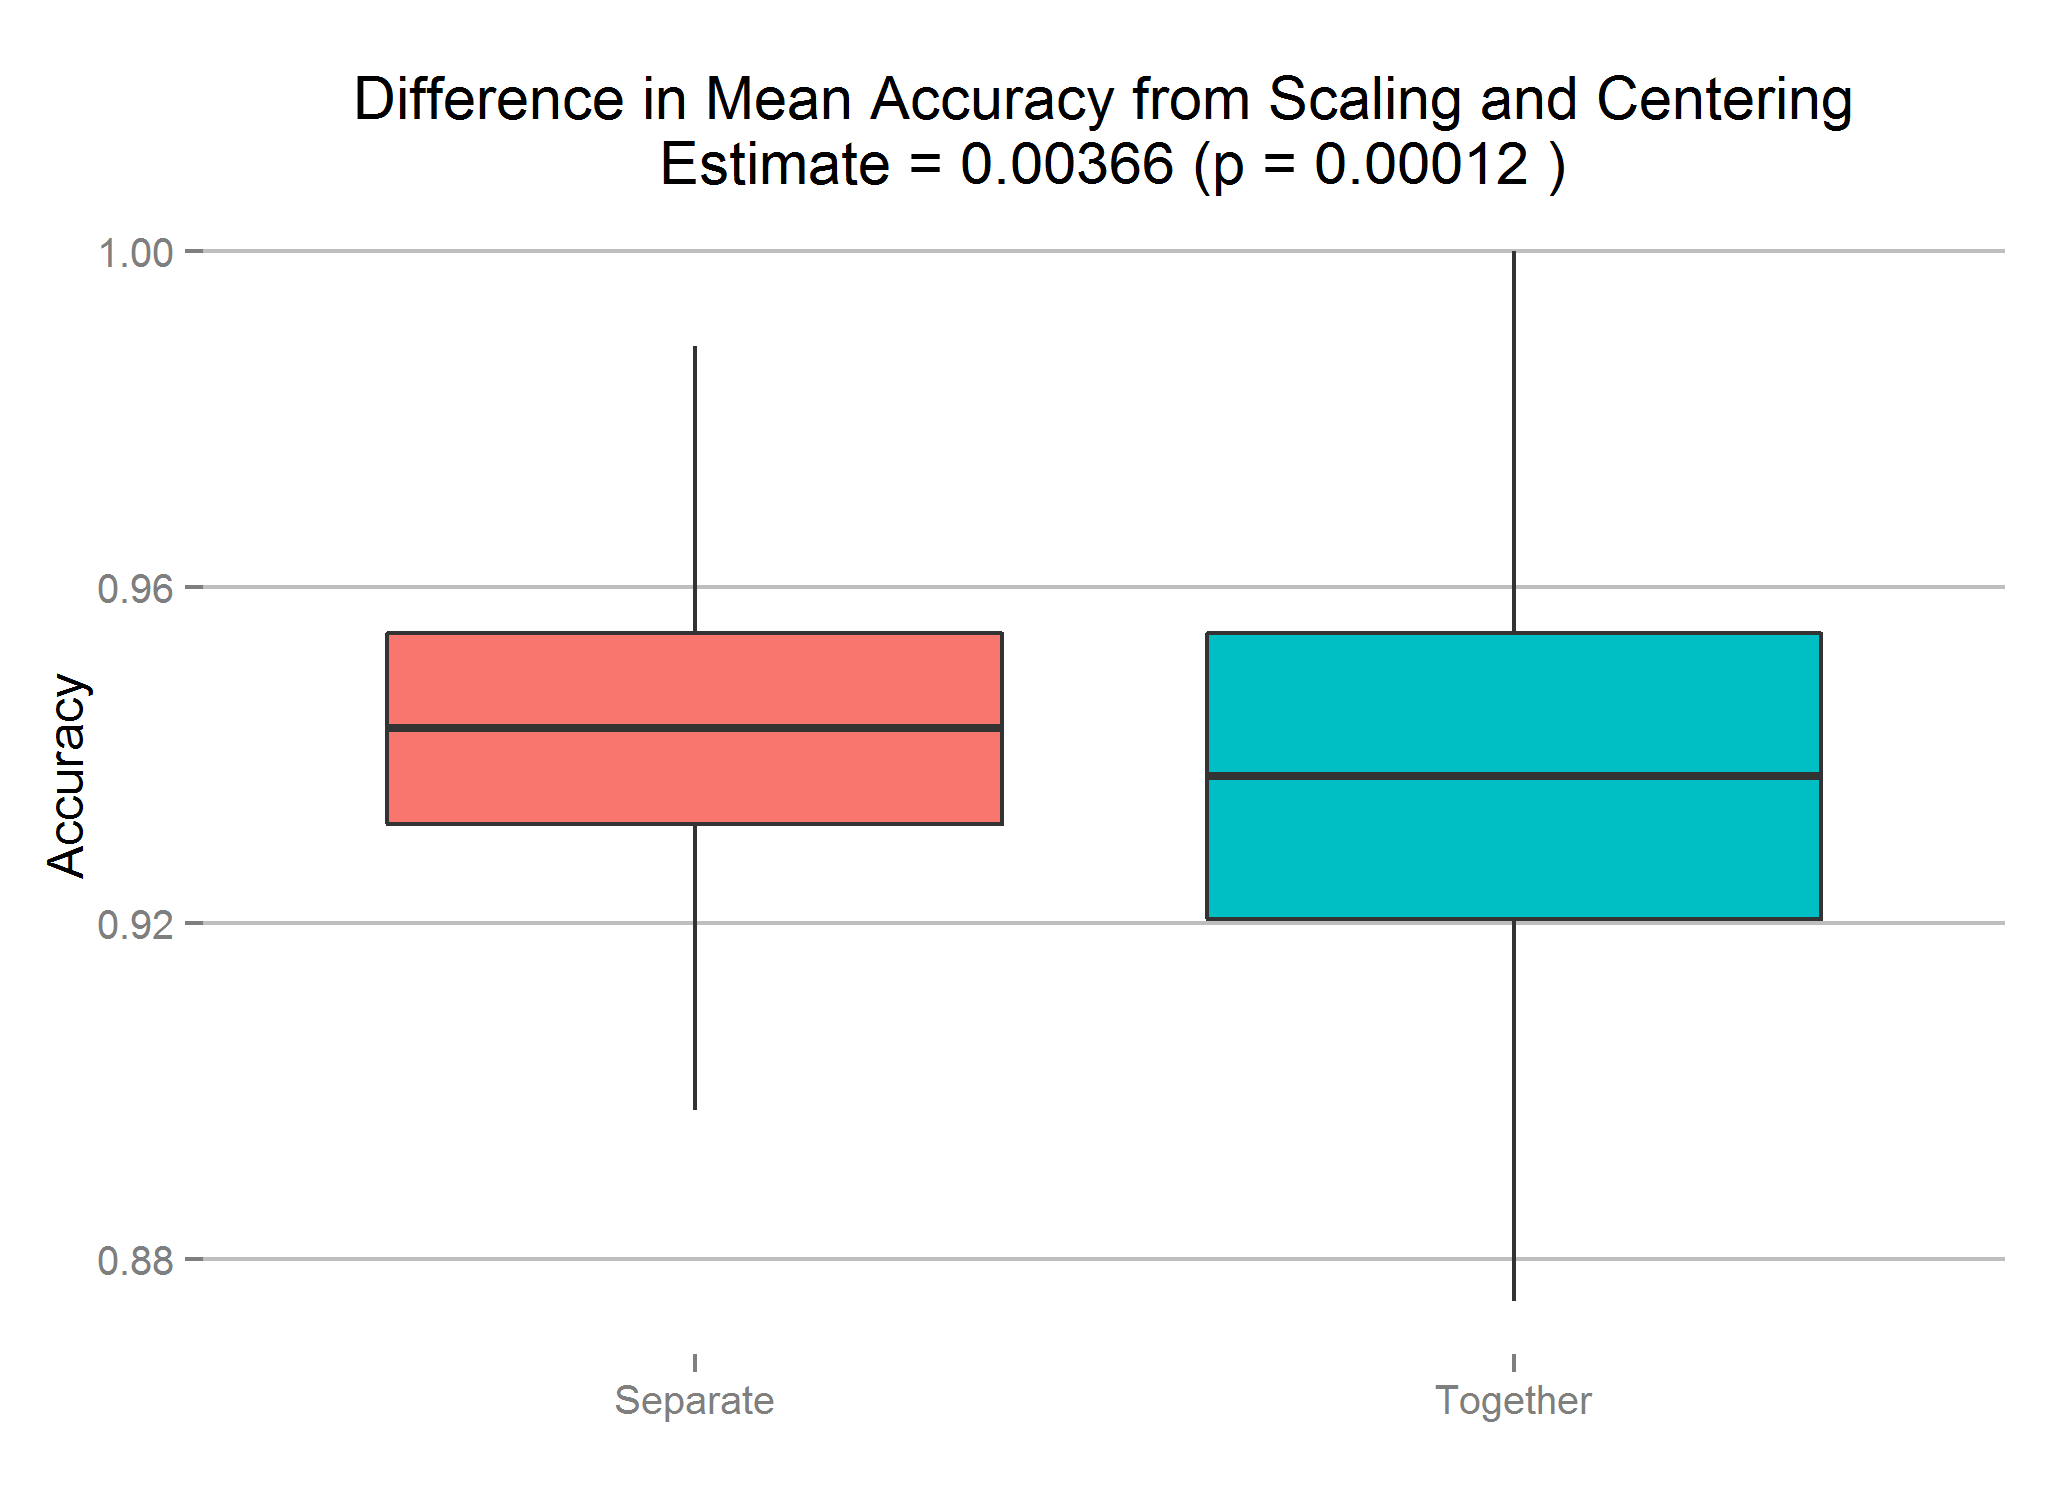 Difference in Mean Accuracy from Scaling and Centering
Estimate = 0.00366 (p = 0.00012 )
1.00
0.96
0.92
0.88
Accuracy
Separate
Together